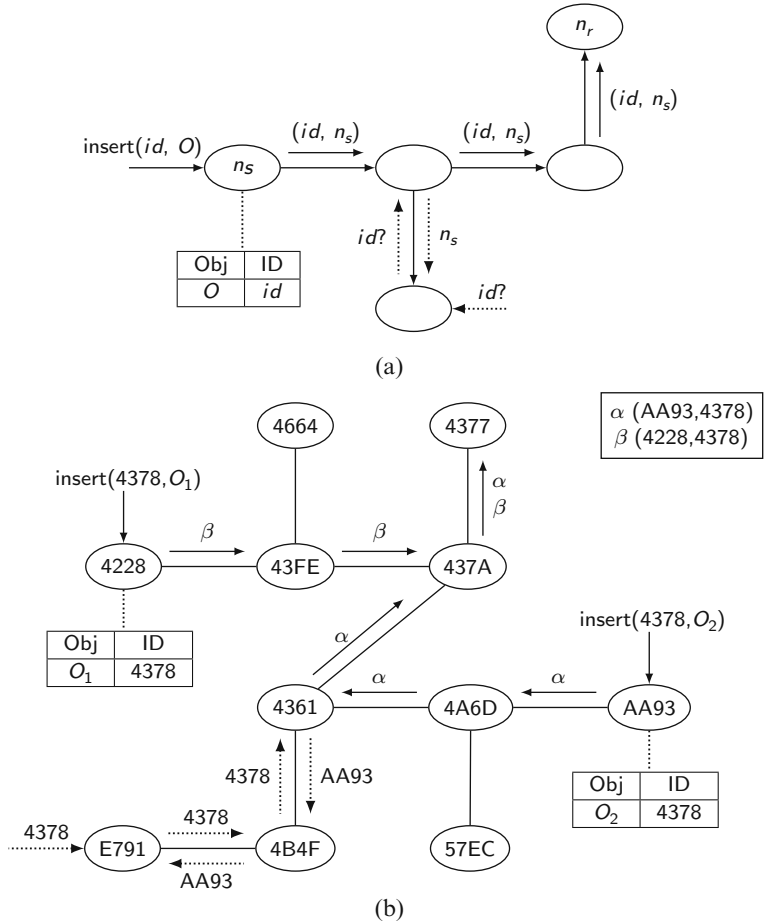 n_r
(id, n_s)
(id, n_s)
(id, n_s)
insert(id, O)
n_S
id?
n_s
Obj ID
O id
id?
(a)
α (AA93,4378)
β (4228,4378)
4664
4377
insert(4378,O_1)
α
β
β
β
4228
43FE
437A
Obj ID
O_1 4378
α
insert(4378,O_2)
α
α
4361
4A6D
AA93
4378
AA93
Obj ID
O_2 4378
4378
4378
E791
4B4F
57EC
AA93
(b)